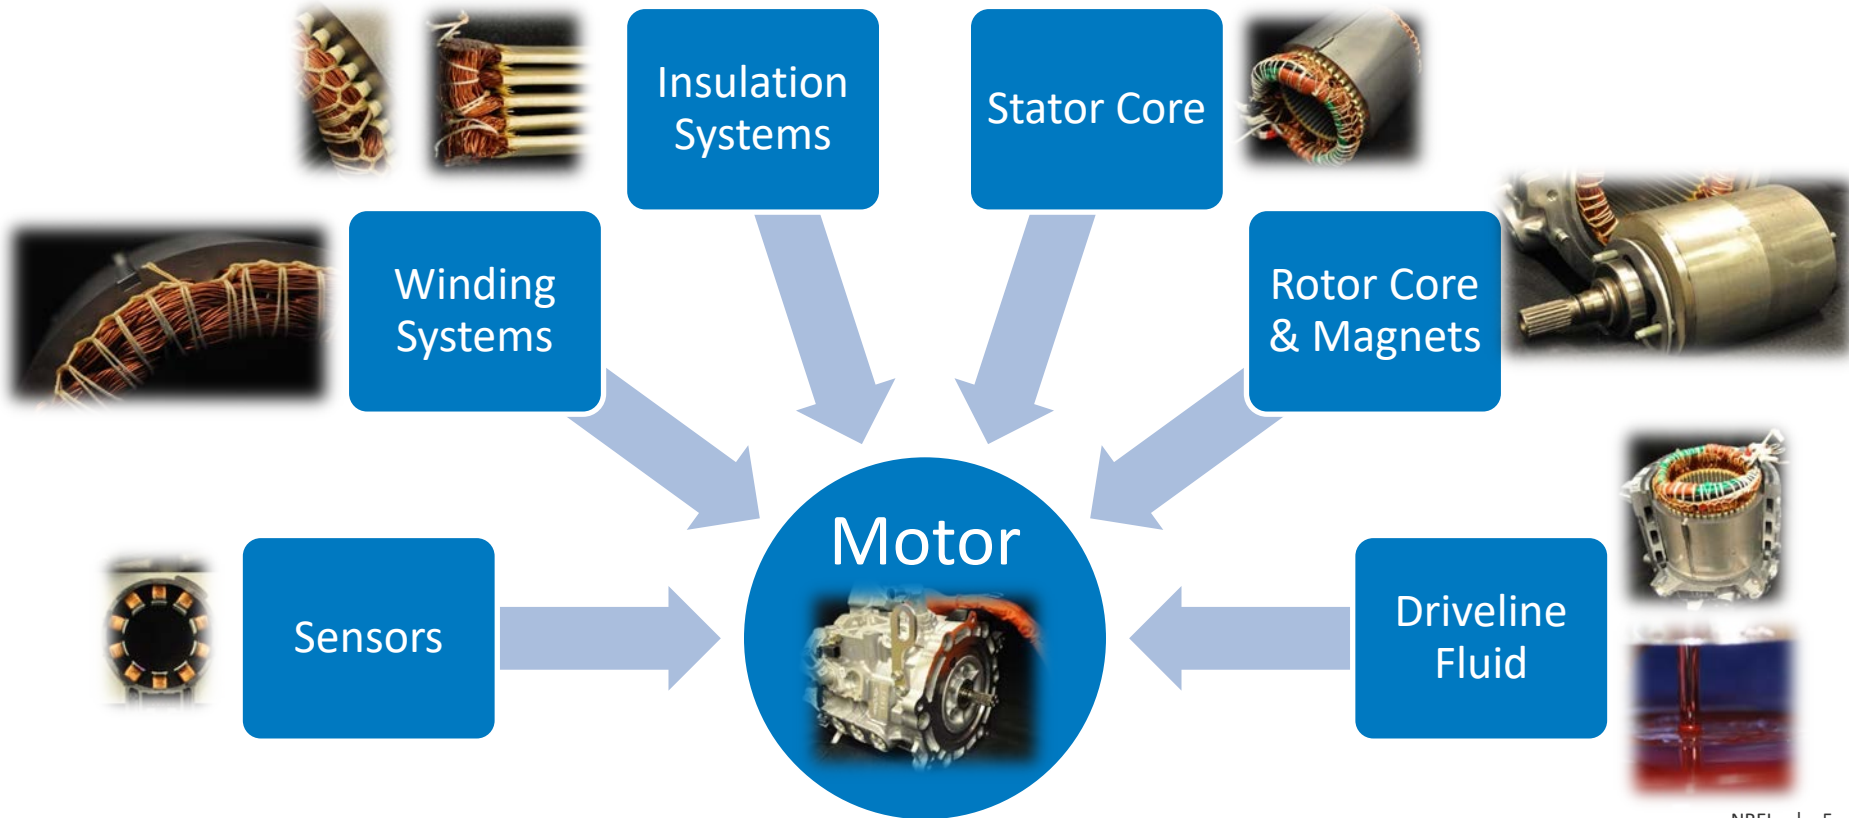 Insulation
Systems
Stator Core
Winding
Systems
Rotor Core
& Magnets
Motor
Sensors
Driveline
Fluid